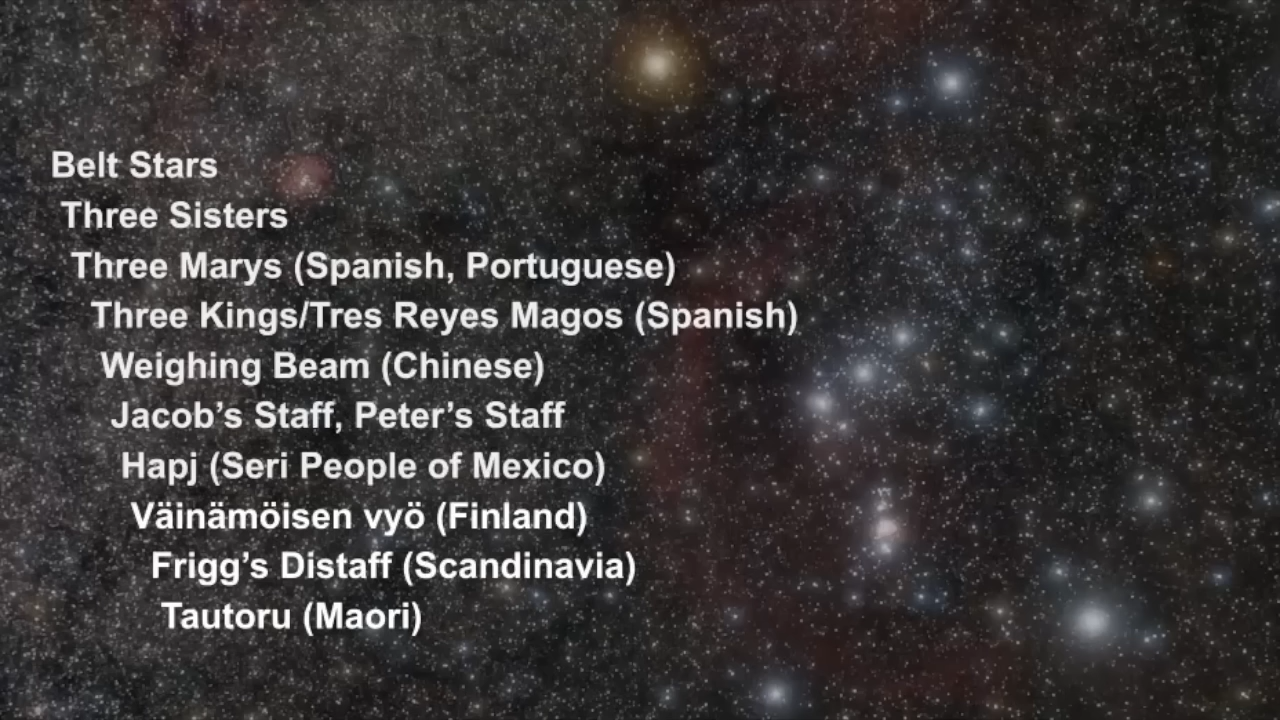 Belt Stars
Three Sisters
Three Marys (Spanish, Portuguese)
Three Kings/Tres Reyes Magos (Spanish)
Weighing Beam (Chinese)
Jacob’s Staff, Peter’s Staff
Hapj (Seri People of Mexico)
Väinämöisen vyö (Finland)
Frigg’s Distaff (Scandinavia)
Tautoru (Maori)